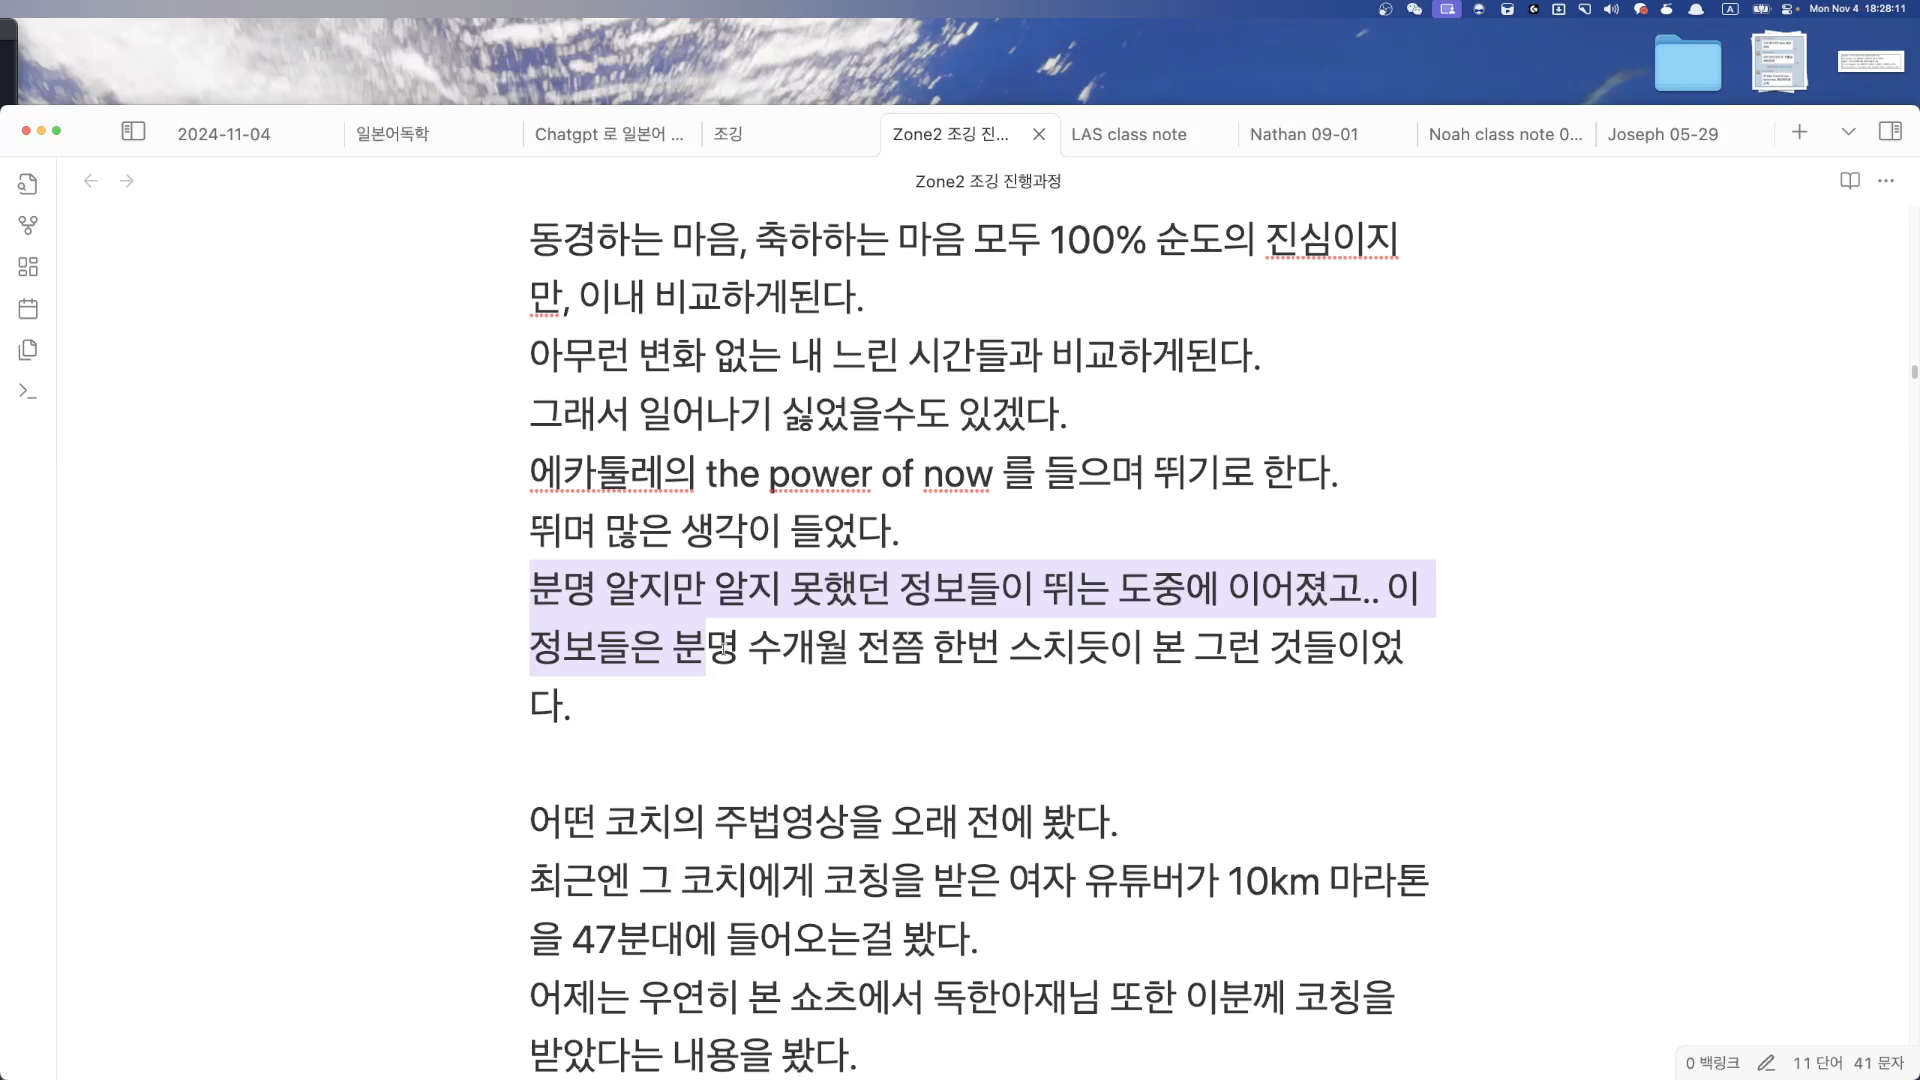 Mon Nov 4 18:28:11
2024-11-04
일본어독학
Chatgpt 로 일본어 ...
조깅
Zone2 조깅 진...
LAS class note
Nathan 09-01
Noah class note 0...
Joseph 05-29
Zone2 조깅 진행과정
동경하는 마음, 축하하는 마음 모두 100% 순도의 진심이지
만, 이내 비교하게된다.
아무런 변화 없는 내 느린 시간들과 비교하게된다.
그래서 일어나기 싫었을수도 있겠다.
에카툴레의 the power of now 를 들으며 뛰기로 한다.
뛰며 많은 생각이 들었다.
분명 알지만 알지 못했던 정보들이 뛰는 도중에 이어졌고.. 이
정보들은 분명 수개월 전쯤 한번 스치듯이 본 그런 것들이었
다.
어떤 코치의 주법영상을 오래 전에 봤다.
최근엔 그 코치에게 코칭을 받은 여자 유튜버가 10km 마라톤
을 47분대에 들어오는걸 봤다.
어제는 우연히 본 쇼츠에서 독한아재님 또한 이분께 코칭을
받았다는 내용을 봤다.
0 백링크 11 단어 41 문자